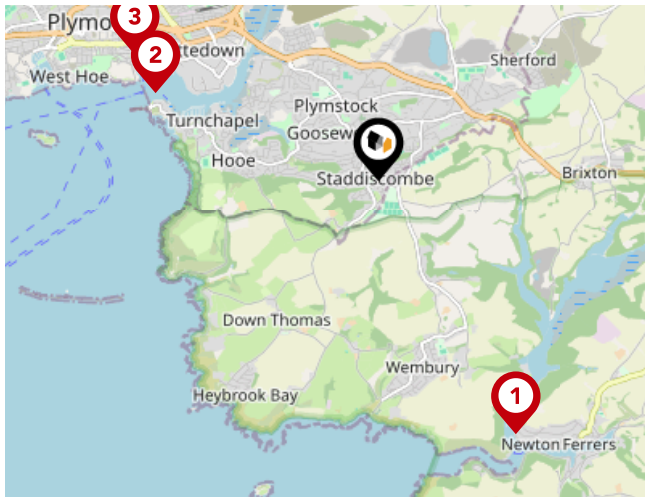 3
Plymo
2
ttedown
West Hoe
Sherford
Plymstock
Turnchapel
Goosew
Hooe
Staddiscombe
Brixton
Down Thomas
Wembury
Heybrook Bay
1
Newton Ferrers